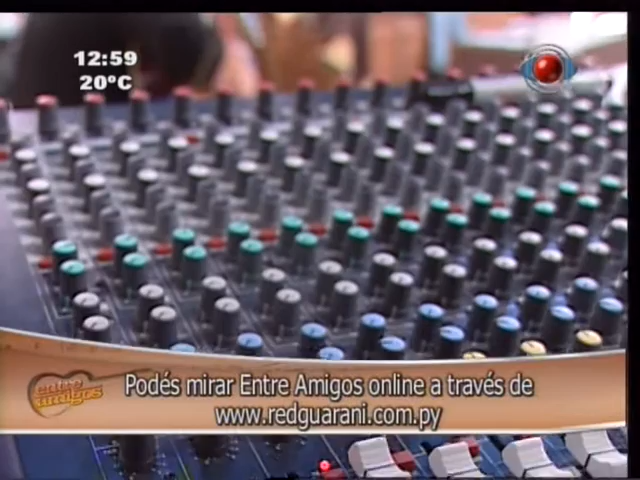 12:59
20°C
entre
amigos
Podés mirar Entre Amigos online a través de
www.redguarani.com.py